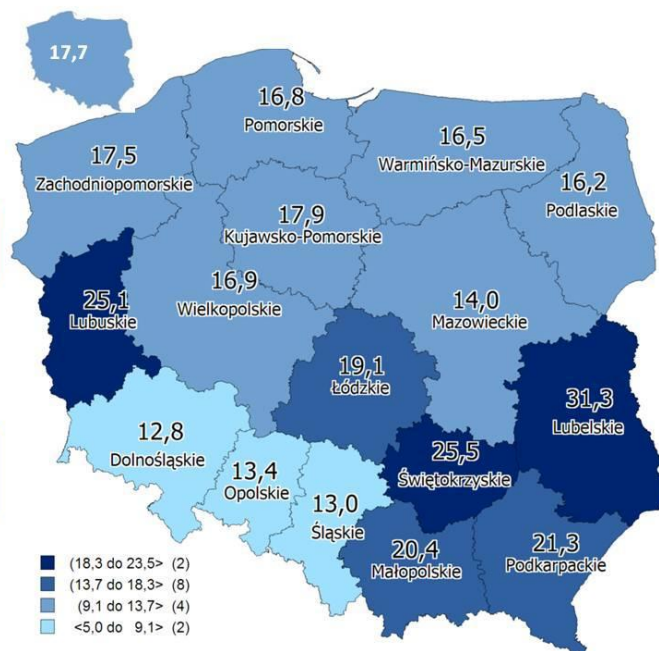 17,7
16,8
Pomorskie
16,5
Warmińsko-Mazurskie
17,5
Zachodniopomorskie
16,2
Podlaskie
17,9
Kujawsko-Pomorskie
16,9
Wielkopolskie
14,0
Mazowieckie
25,1
Lubuskie
19,1
Łódzkie
31,3
Lubelskie
12,8
Dolnośląskie
25,5
Świętokrzyskie
13,4
Opolskie
13,0
Śląskie
20,4
Małopolskie
21,3
Podkarpackie
(18,3 do 23,5> (2)
(13,7 do 18,3> (8)
(9,1 do 13,7> (4)
<5,0 do 9,1> (2)